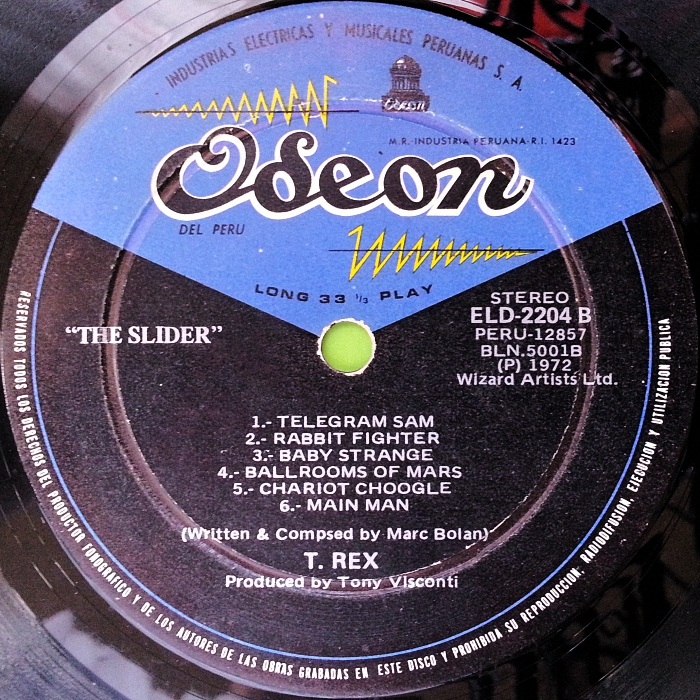 INDUSTRIAS ELECTRICAS Y MUSICALES PERUANAS S. A.
Odeon
M.R. INDUSTRIA PERUANA-R.I. 1423
Odeon
DEL PERU
LONG 33 1/3 PLAY
"THE SLIDER"
STEREO
ELD-2204 B
PERU-12857
BLN.5001B
(P) 1972
Wizard Artists Ltd.
1.- TELEGRAM SAM
2.- RABBIT FIGHTER
3.- BABY STRANGE
4.- BALLROOMS OF MARS
5.- CHARIOT CHOOGLE
6.- MAIN MAN
(Written & Compsed by Marc Bolan)
T. REX
Produced by Tony Visconti
RESERVADOS TODOS LOS DERECHOS DEL PRODUCTOR FONOGRAFICO Y DE LOS AUTORES DE LAS OBRAS GRABADAS EN ESTE DISCO Y PROHIBIDA SU REPRODUCCION, RADIODIFUSION, EJECUCION Y UTILIZACION PUBLICA